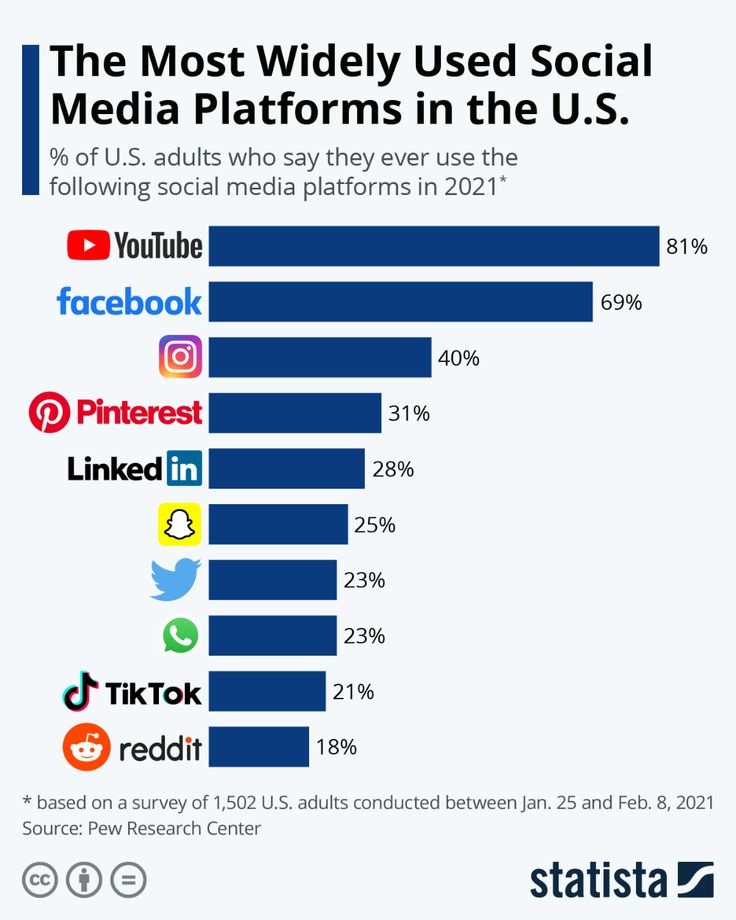 The Most Widely Used Social
Media Platforms in the U.S.
% of U.S. adults who say they ever use the
following social media platforms in 2021*
YouTube 81%
facebook 69%
40%
Pinterest 31%
Linked in 28%
25%
23%
23%
TikTok 21%
reddit 18%
* based on a survey of 1,502 U.S. adults conducted between Jan. 25 and Feb. 8, 2021
Source: Pew Research Center
cc = statista